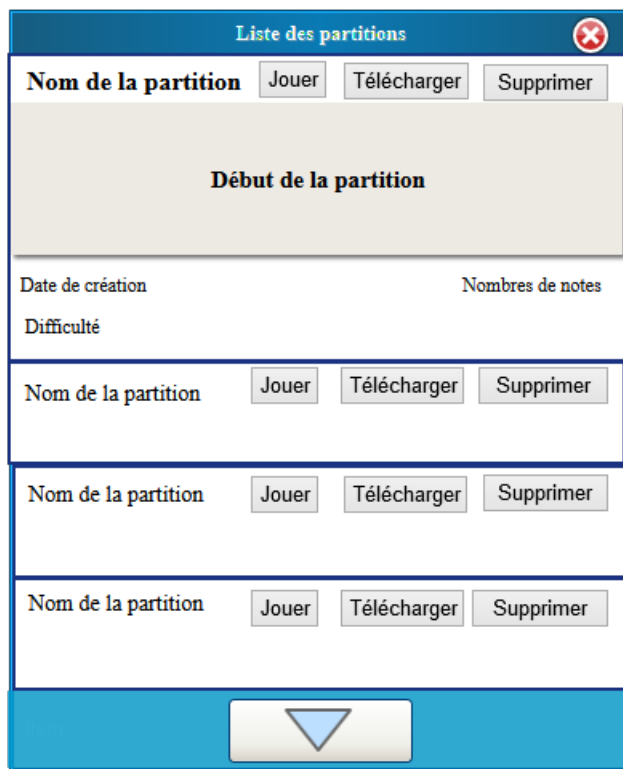 Liste des partitions
Nom de la partition Jouer Télécharger Supprimer
Début de la partition
Date de création Nombres de notes
Difficulté
Nom de la partition Jouer Télécharger Supprimer
Nom de la partition Jouer Télécharger Supprimer
Nom de la partition Jouer Télécharger Supprimer